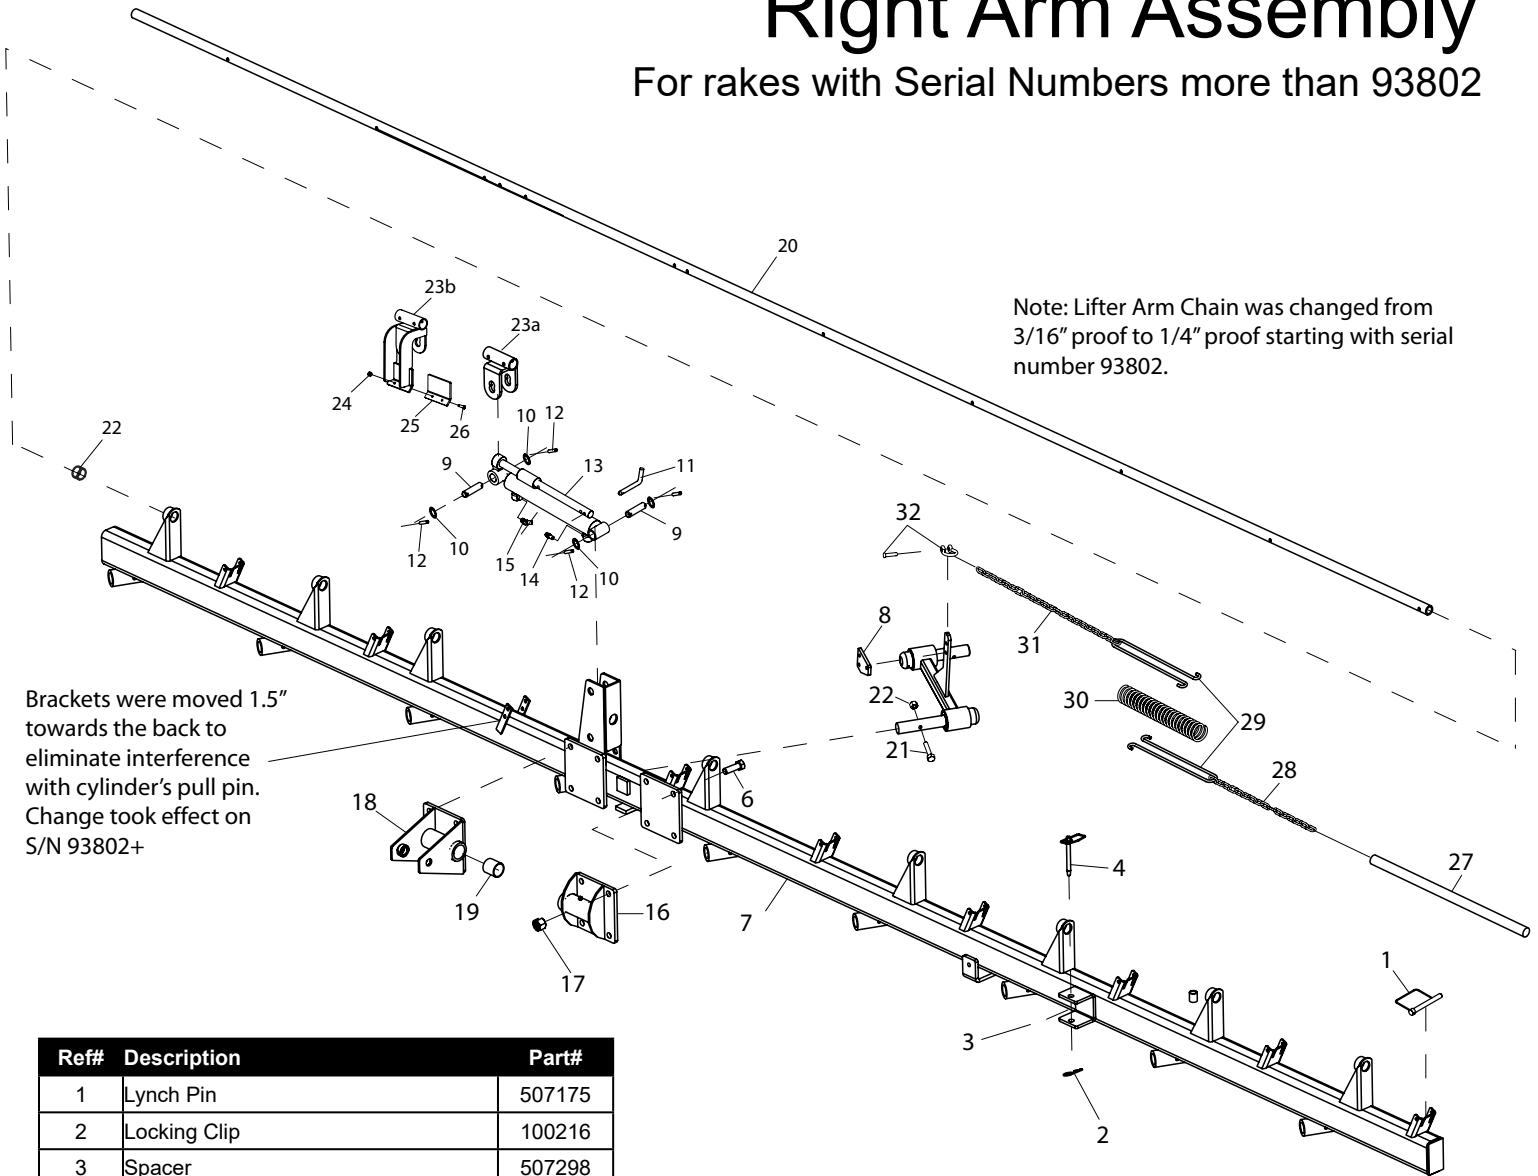 Right Arm Assembly
For rakes with Serial Numbers more than 93802
20
23b
Note: Lifter Arm Chain was changed from
3/16” proof to 1/4” proof starting with serial
number 93802.
23a
24
25
26
10
12
22
9
13
11
32
12
10
15
14
12
10
9
8
31
22
30
29
21
28
Brackets were moved 1.5”
towards the back to
eliminate interference
with cylinder’s pull pin.
Change took effect on
S/N 93802+
18
6
4
27
19
16
7
17
1
3
2
Ref# Description Part#
1 Lynch Pin 507175
2 Locking Clip 100216
3 Spacer 507298